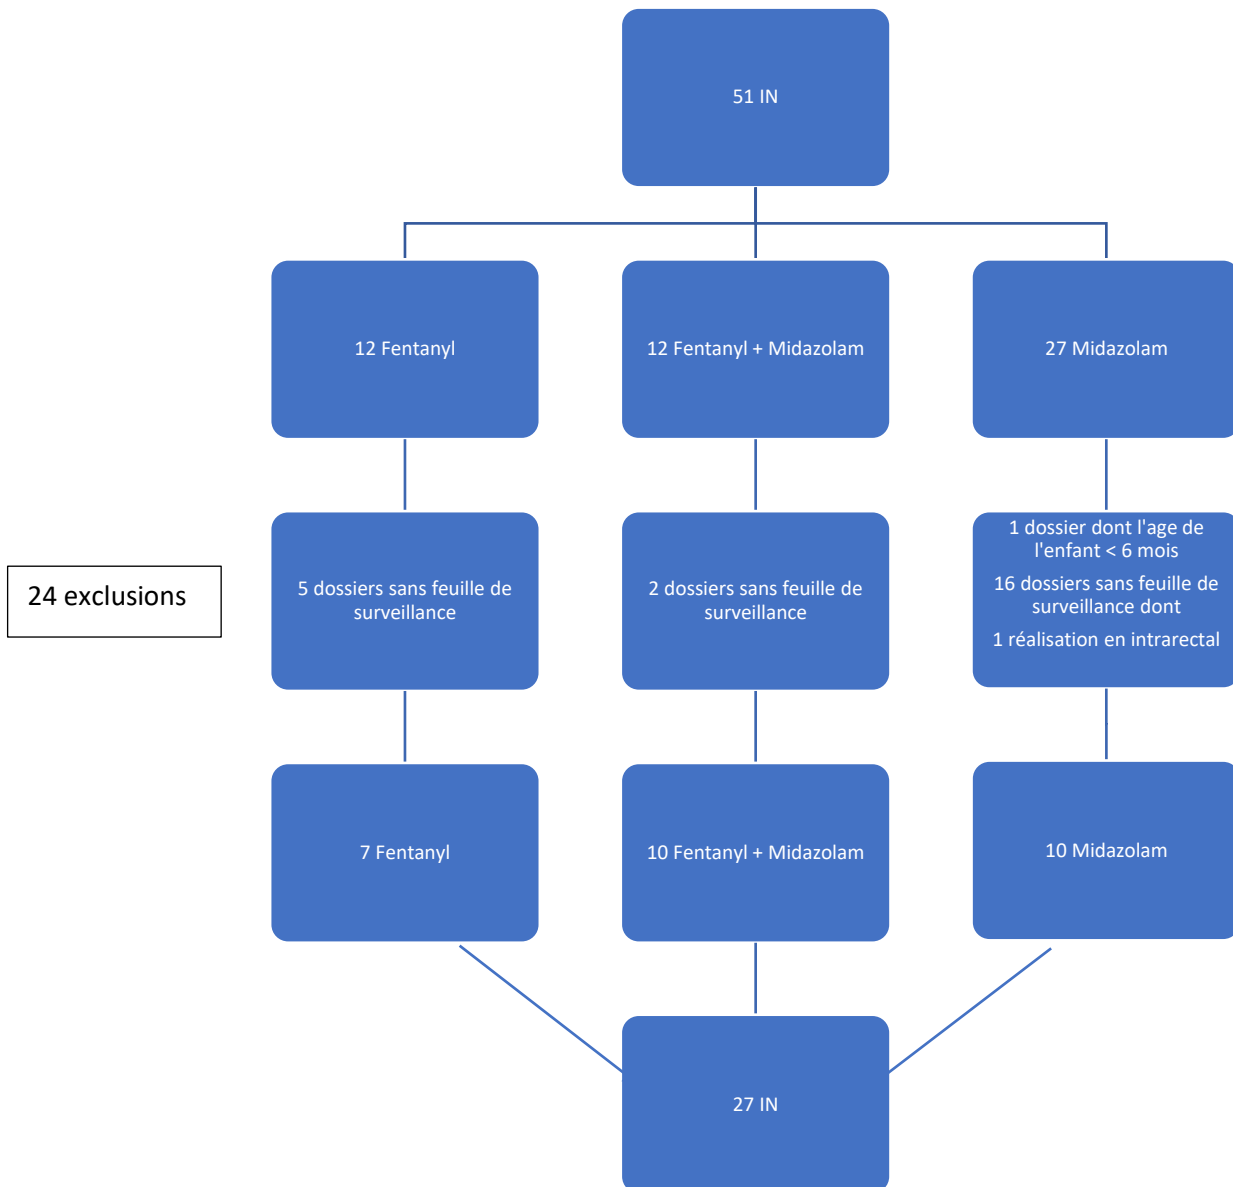 51 IN
12 Fentanyl
12 Fentanyl + Midazolam
27 Midazolam
24 exclusions
5 dossiers sans feuille de
surveillance
2 dossiers sans feuille de
surveillance
1 dossier dont l'age de
l'enfant < 6 mois
16 dossiers sans feuille de
surveillance dont
1 réalisation en intrarectal
7 Fentanyl
10 Fentanyl + Midazolam
10 Midazolam
27 IN